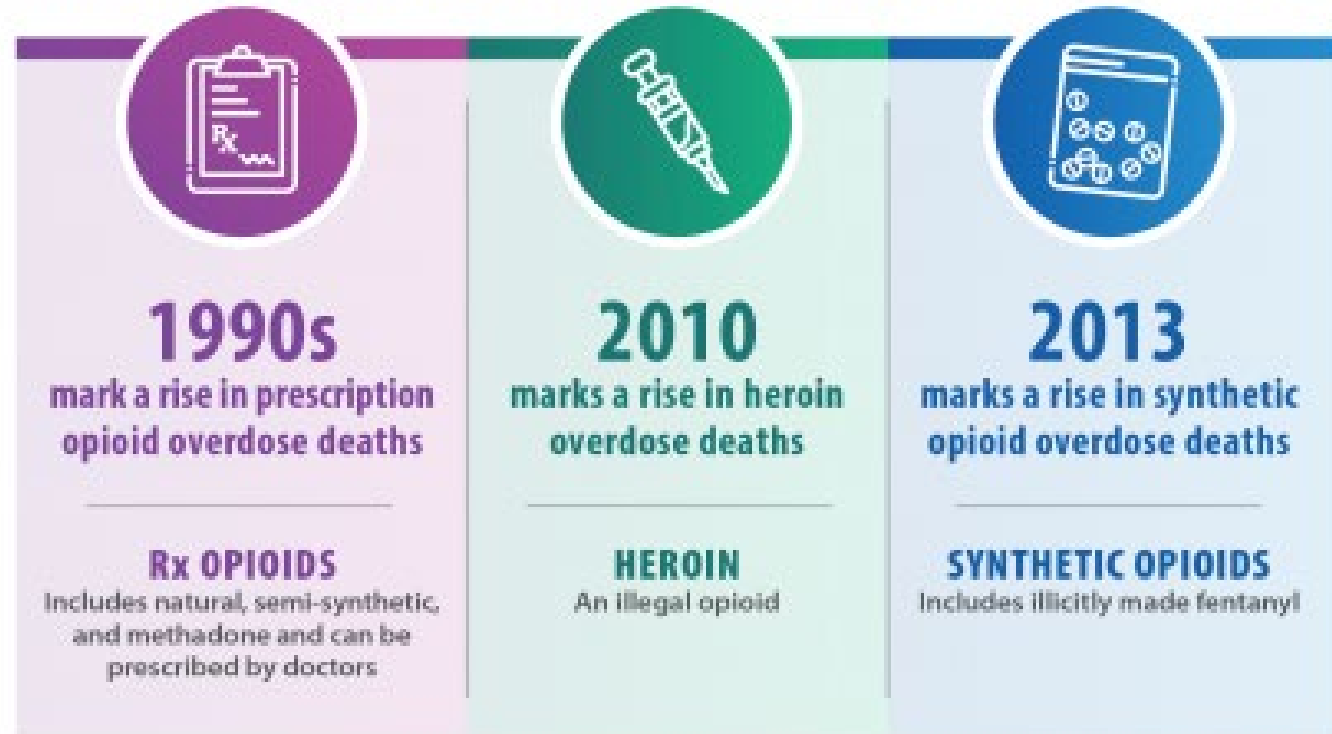 Rx
1990s
mark a rise in prescription
opioid overdose deaths
Rx OPIOIDS
Includes natural, semi-synthetic,
and methadone and can be
prescribed by doctors
2010
marks a rise in heroin
overdose deaths
HEROIN
An illegal opioid
2013
marks a rise in synthetic
opioid overdose deaths
SYNTHETIC OPIOIDS
Includes illicitly made fentanyl